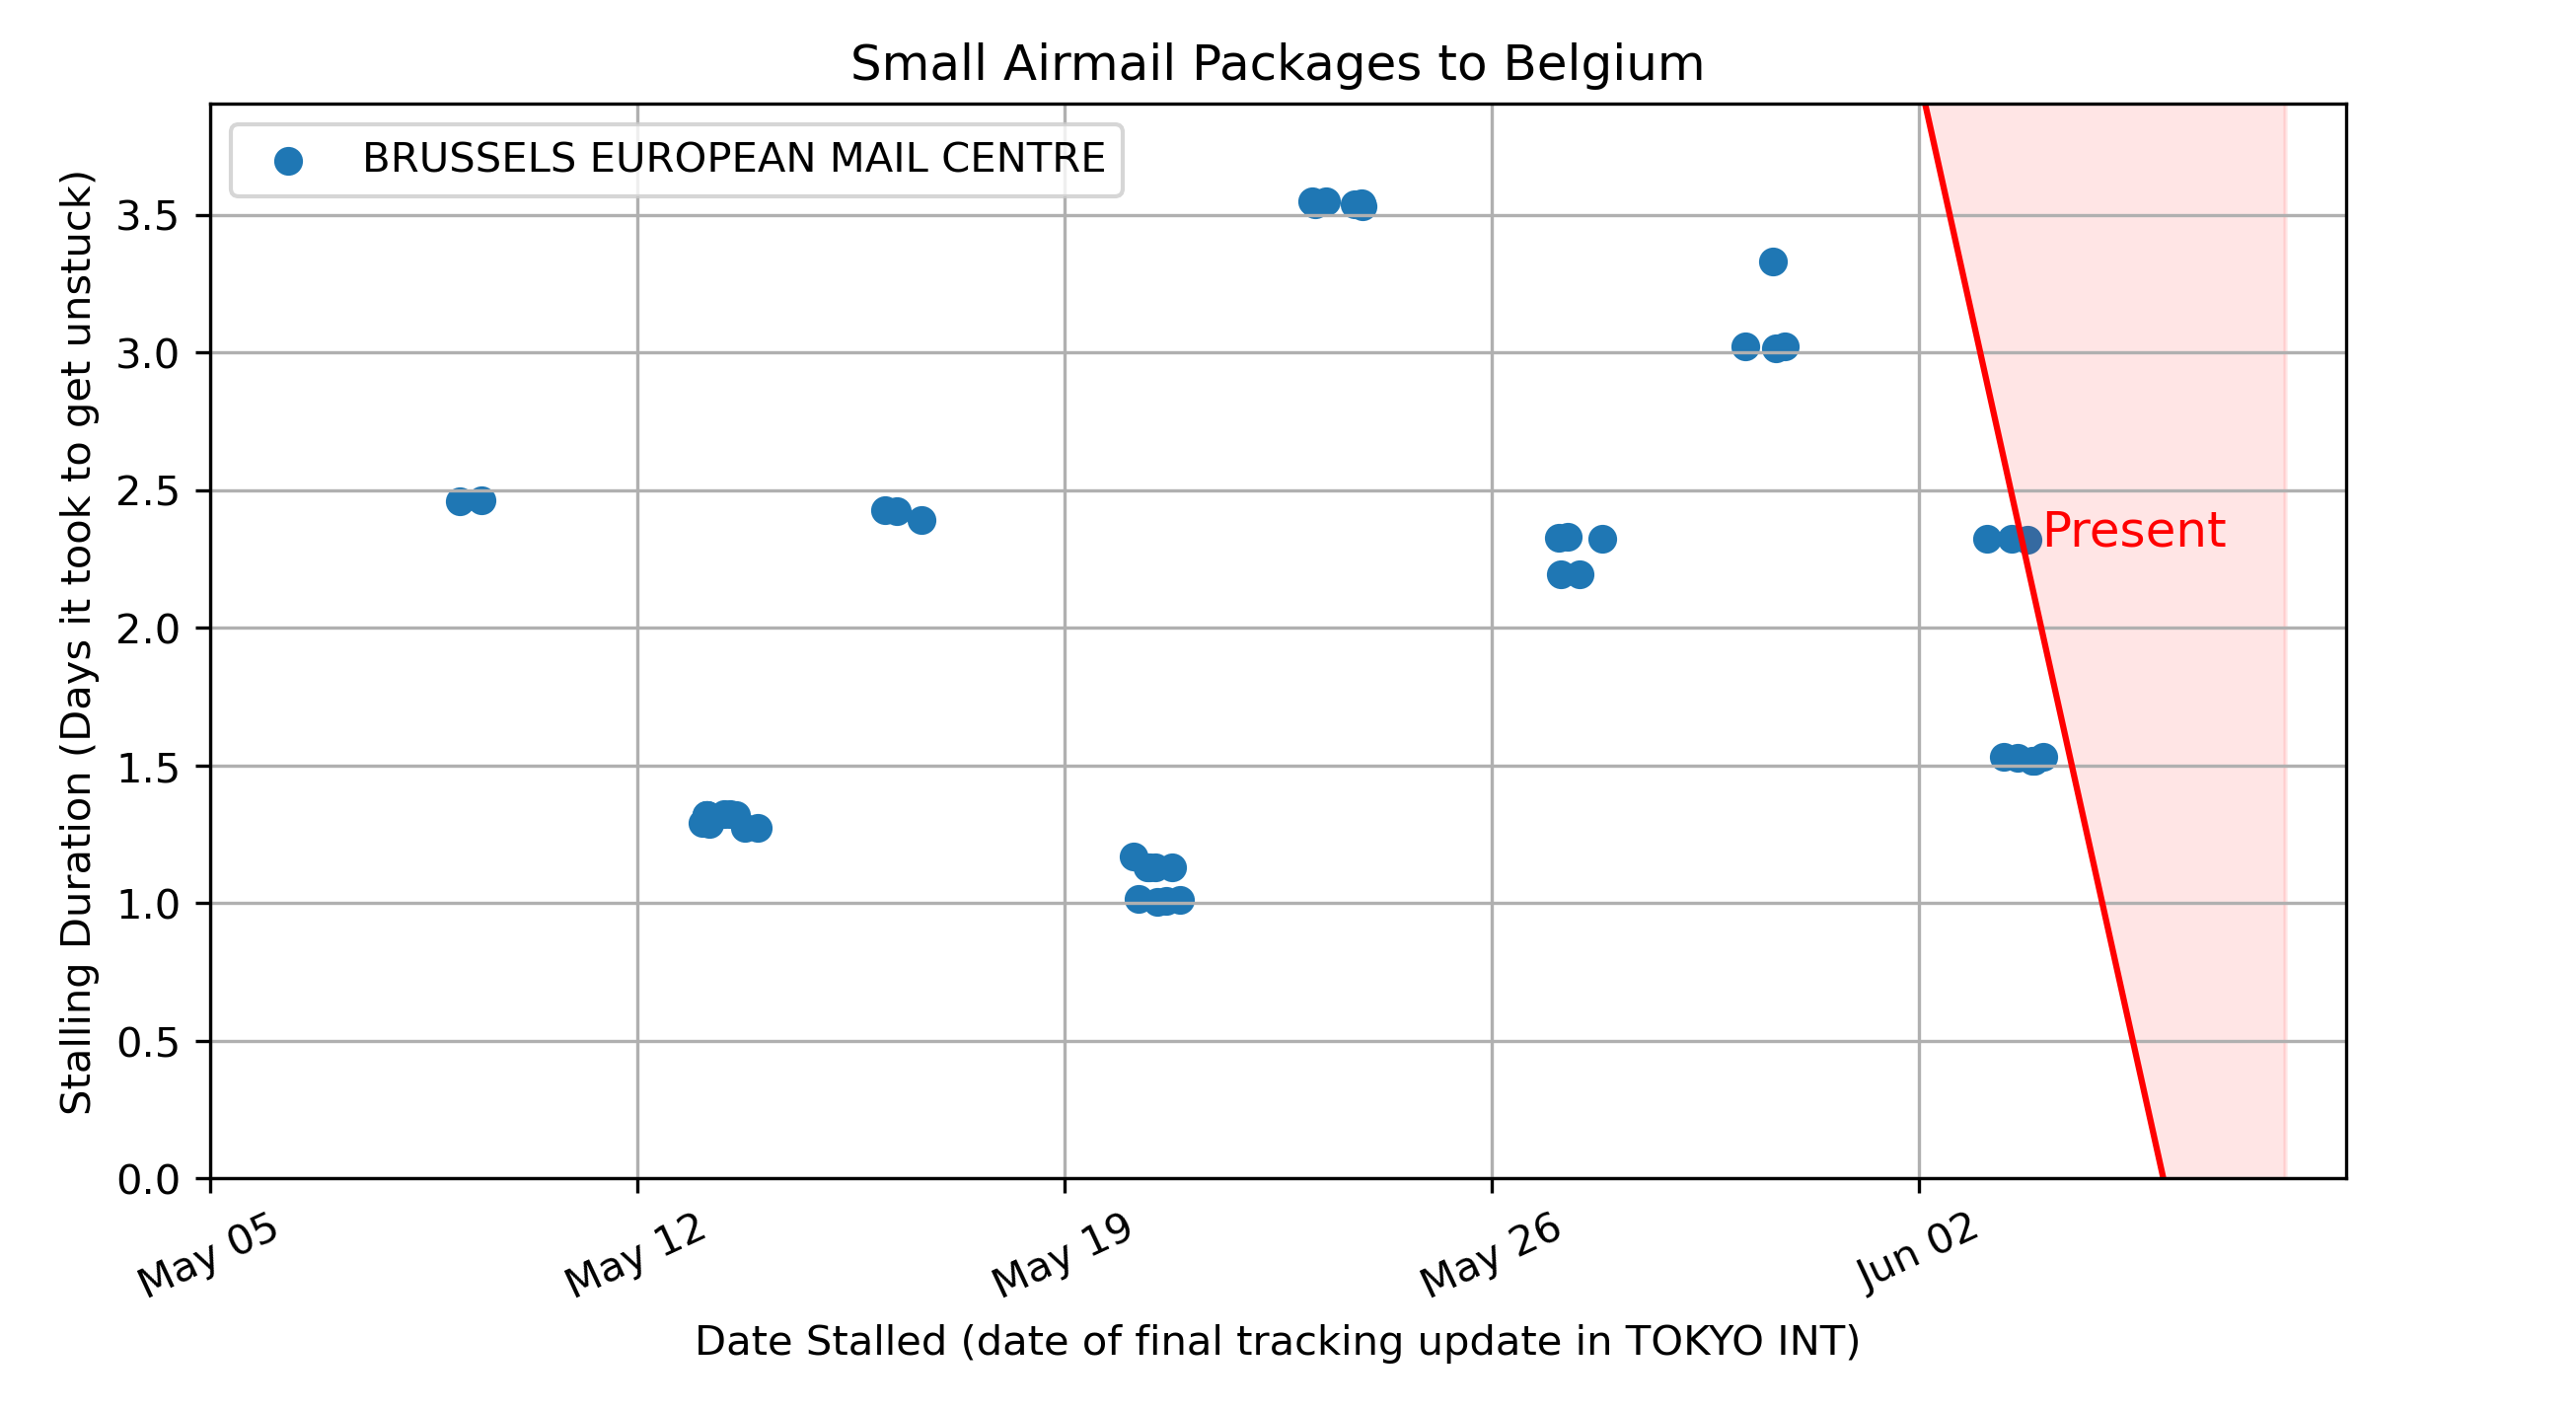 Small Airmail Packages to Belgium
BRUSSELS EUROPEAN MAIL CENTRE
Stalling Duration (Days it took to get unstuck)
3.5
3.0
2.5
2.0
1.5
1.0
0.5
0.0
Present
May 05
May 12
May 19
May 26
Jun 02
Date Stalled (date of final tracking update in TOKYO INT)